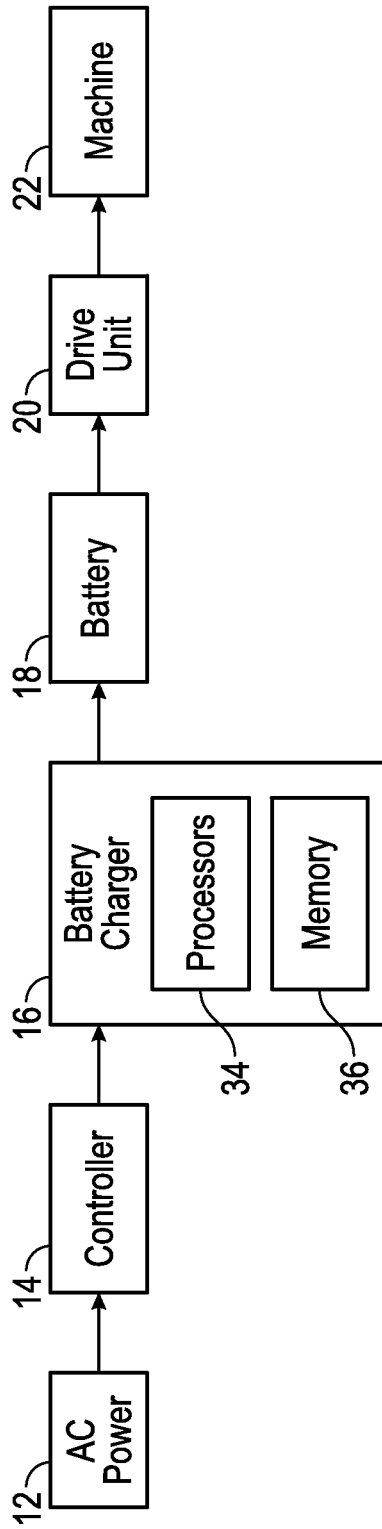 12
AC
Power
14
Controller
16
Battery
Charger
34
Processors
36
Memory
18
Battery
20
Drive
Unit
22
Machine